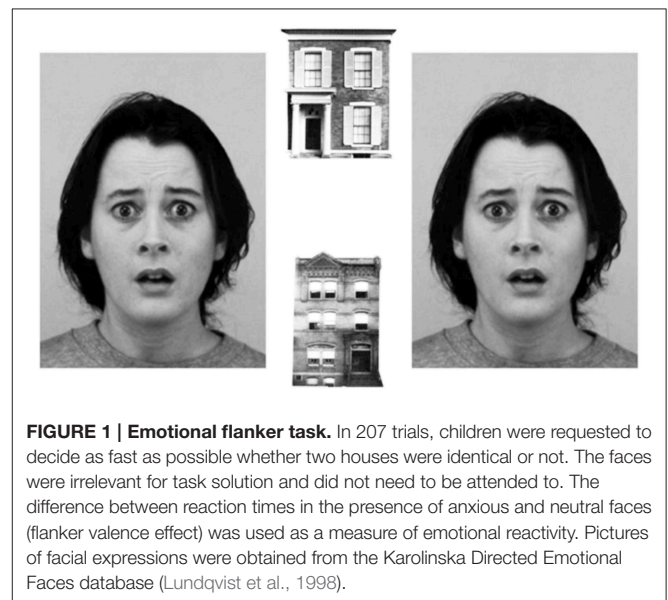 FIGURE 1 | Emotional flanker task. In 207 trials, children were requested to
decide as fast as possible whether two houses were identical or not. The faces
were irrelevant for task solution and did not need to be attended to. The
difference between reaction times in the presence of anxious and neutral faces
(flanker valence effect) was used as a measure of emotional reactivity. Pictures
of facial expressions were obtained from the Karolinska Directed Emotional
Faces database (Lundqvist et al., 1998).